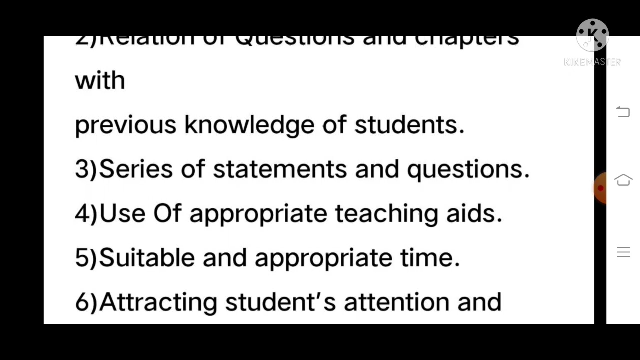 2)Relation of Questions and chapters
with
previous knowledge of students.
3)Series of statements and questions.
4)Use Of appropriate teaching aids.
5)Suitable and appropriate time.
6)Attracting student's attention and
KINEMASTER